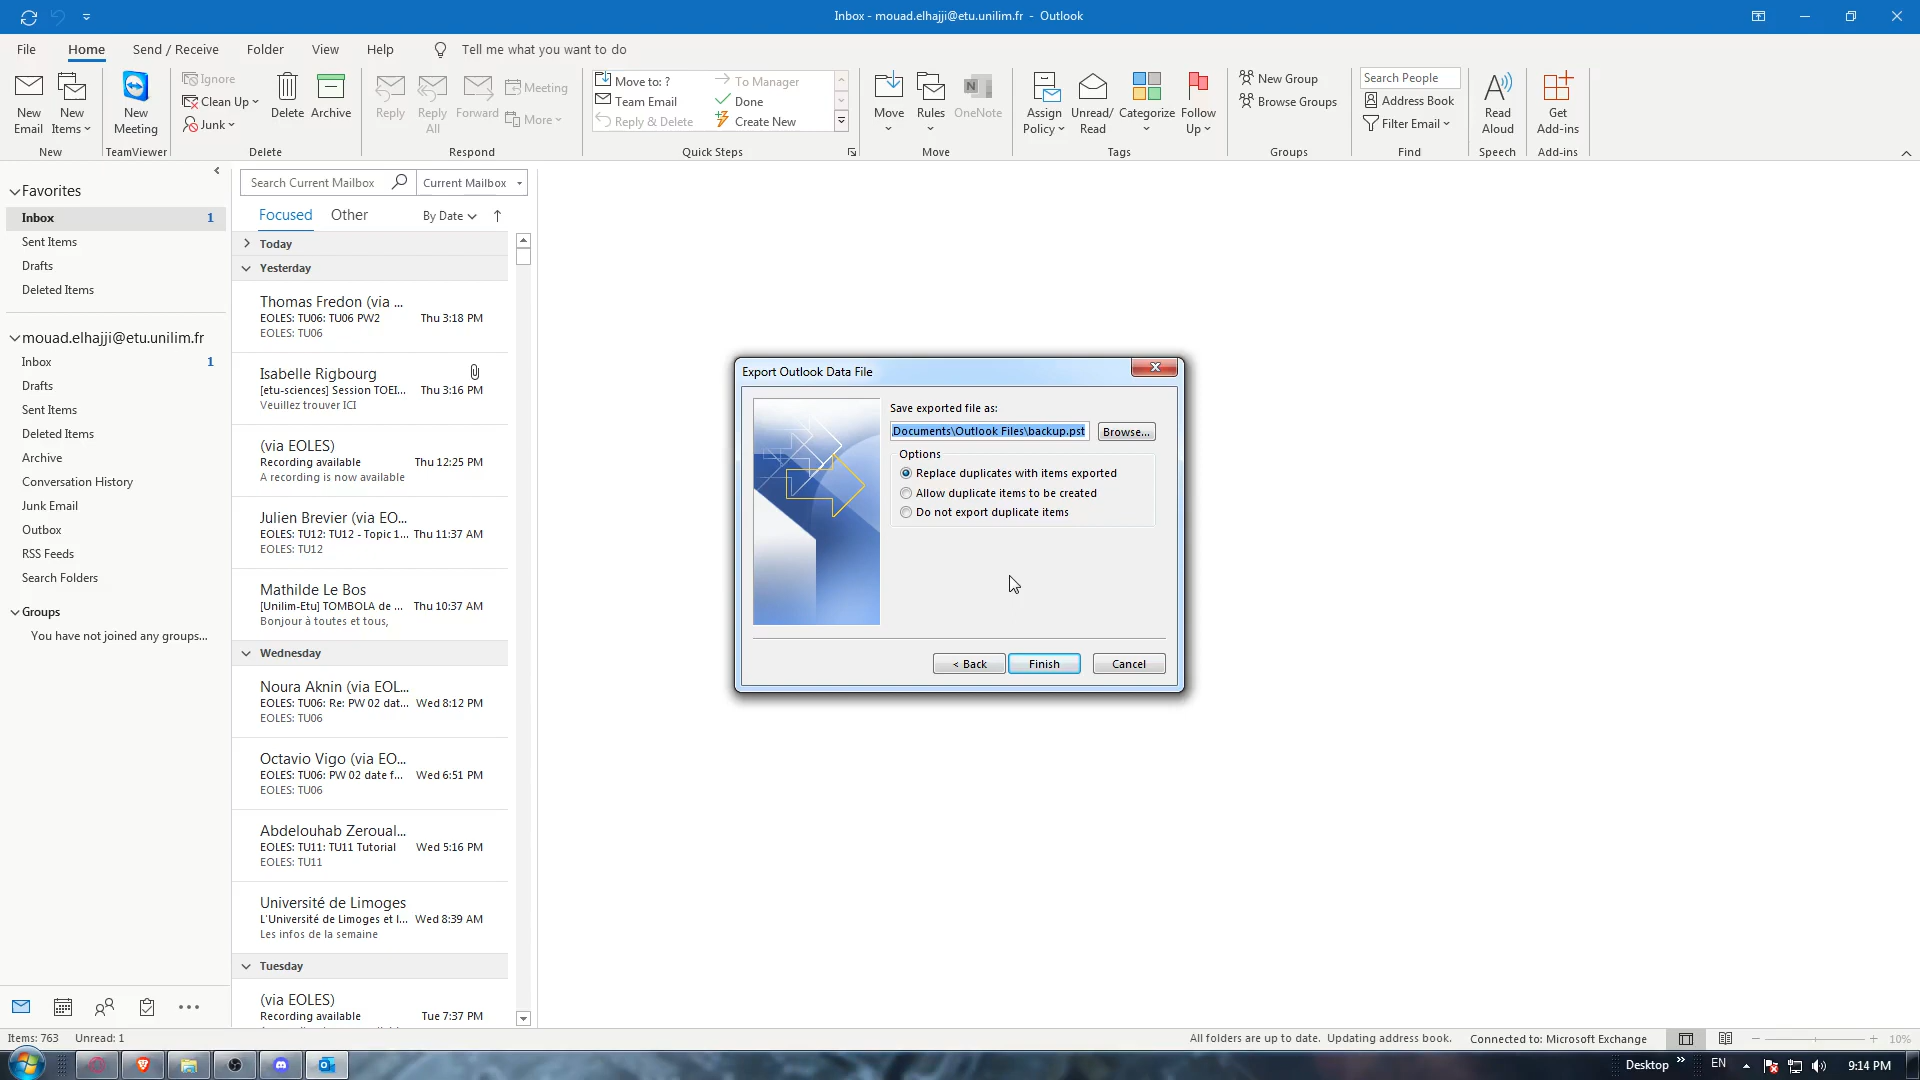 Inbox - mouad.elhajji@etu.unilim.fr - Outlook
File Home Send / Receive Folder View Help Tell me what you want to do
New Email
New Items
New
New Meeting
TeamViewer
Ignore
Clean Up
Junk
Delete
Archive
Delete
Reply
Reply All
Forward
Meeting
More
Respond
Move to: ?
Team Email
Reply & Delete
To Manager
Done
Create New
Quick Steps
Move
Rules
OneNote
Move
Assign Policy
Unread/ Read
Categorize
Follow Up
Tags
New Group
Browse Groups
Groups
Search People
Address Book
Filter Email
Find
Read Aloud
Speech
Get Add-ins
Add-ins
Favorites
Inbox 1
Sent Items
Drafts
Deleted Items
mouad.elhajji@etu.unilim.fr
Inbox 1
Drafts
Sent Items
Deleted Items
Archive
Conversation History
Junk Email
Outbox
RSS Feeds
Search Folders
Groups
You have not joined any groups...
Search Current Mailbox Current Mailbox
Focused Other By Date
Today
Yesterday
Thomas Fredon (via ...
EOLES: TU06: TU06 PW2 Thu 3:18 PM
EOLES: TU06
Isabelle Rigbourg
[etu-sciences] Session TOEI... Thu 3:16 PM
Veuillez trouver ICI
(via EOLES)
Recording available Thu 12:25 PM
A recording is now available
Julien Brevier (via EO...
EOLES: TU12: TU12 - Topic 1... Thu 11:37 AM
EOLES: TU12
Mathilde Le Bos
[Unilim-Etu] TOMBOLA de ... Thu 10:37 AM
Bonjour à toutes et tous,
Wednesday
Noura Aknin (via EOL...
EOLES: TU06: Re: PW 02 dat... Wed 8:12 PM
EOLES: TU06
Octavio Vigo (via EO...
EOLES: TU06: PW 02 date f... Wed 6:51 PM
EOLES: TU06
Abdelouhab Zeroual...
EOLES: TU11: TU11 Tutorial Wed 5:16 PM
EOLES: TU11
Université de Limoges
L'Université de Limoges et l... Wed 8:39 AM
Les infos de la semaine
Tuesday
(via EOLES)
Recording available Tue 7:37 PM
Export Outlook Data File
Save exported file as:
Documents\Outlook Files\backup.pst Browse...
Options
Replace duplicates with items exported
Allow duplicate items to be created
Do not export duplicate items
< Back Finish Cancel
Items: 763 Unread: 1 All folders are up to date. Updating address book. Connected to: Microsoft Exchange 10%
Desktop EN 9:14 PM